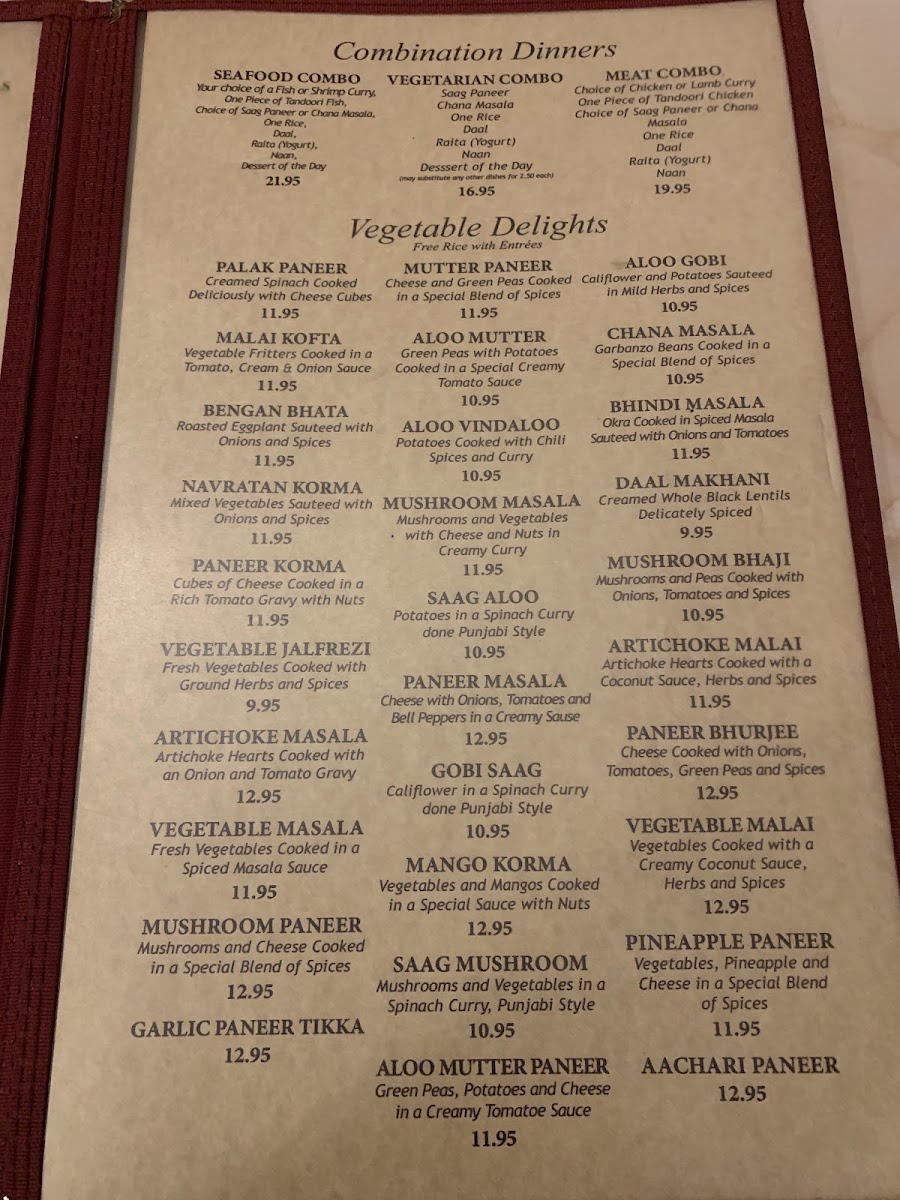 Combination Dinners
SEAFOOD COMBO
Your choice of a Fish or Shrimp Curry,
One Piece of Tandoori Fish,
Choice of Saag Paneer or Chana Masala,
One Rice,
Daal,
Raita (Yogurt),
Naan,
Dessert of the Day
21.95
VEGETARIAN COMBO
Saag Paneer
Chana Masala
One Rice
Daal
Raita (Yogurt)
Naan
Desssert of the Day
(may substitute any other dishes for 2.50 each)
16.95
MEAT COMBO
Choice of Chicken or Lamb Curry
One Piece of Tandoori Chicken
Choice of Saag Paneer or Chana
Masala
One Rice
Daal
Raita (Yogurt)
Naan
19.95
Vegetable Delights
Free Rice with Entrées
PALAK PANEER
Creamed Spinach Cooked
Deliciously with Cheese Cubes
11.95
MALAI KOFTA
Vegetable Fritters Cooked in a
Tomato, Cream & Onion Sauce
11.95
BENGAN BHATA
Roasted Eggplant Sauteed with
Onions and Spices
11.95
NAVRATAN KORMA
Mixed Vegetables Sauteed with
Onions and Spices
11.95
PANEER KORMA
Cubes of Cheese Cooked in a
Rich Tomato Gravy with Nuts
11.95
VEGETABLE JALFREZI
Fresh Vegetables Cooked with
Ground Herbs and Spices
9.95
ARTICHOKE MASALA
Artichoke Hearts Cooked with
an Onion and Tomato Gravy
12.95
VEGETABLE MASALA
Fresh Vegetables Cooked in a
Spiced Masala Sauce
11.95
MUSHROOM PANEER
Mushrooms and Cheese Cooked
in a Special Blend of Spices
12.95
GARLIC PANEER TIKKA
12.95
MUTTER PANEER
Cheese and Green Peas Cooked
in a Special Blend of Spices
11.95
ALOO MUTTER
Green Peas with Potatoes
Cooked in a Special Creamy
Tomato Sauce
10.95
ALOO VINDALOO
Potatoes Cooked with Chili
Spices and Curry
10.95
MUSHROOM MASALA
Mushrooms and Vegetables
with Cheese and Nuts in
Creamy Curry
11.95
SAAG ALOO
Potatoes in a Spinach Curry
done Punjabi Style
10.95
PANEER MASALA
Cheese with Onions, Tomatoes and
Bell Peppers in a Creamy Sause
12.95
GOBI SAAG
Califlower in a Spinach Curry
done Punjabi Style
10.95
MANGO KORMA
Vegetables and Mangos Cooked
in a Special Sauce with Nuts
12.95
SAAG MUSHROOM
Mushrooms and Vegetables in a
Spinach Curry, Punjabi Style
10.95
ALOO MUTTER PANEER
Green Peas, Potatoes and Cheese
in a Creamy Tomatoe Sauce
11.95
ALOO GOBI
Califlower and Potatoes Sauteed
in Mild Herbs and Spices
10.95
CHANA MASALA
Garbanzo Beans Cooked in a
Special Blend of Spices
10.95
BHINDI MASALA
Okra Cooked in Spiced Masala
Sauteed with Onions and Tomatoes
11.95
DAAL MAKHANI
Creamed Whole Black Lentils
Delicately Spiced
9.95
MUSHROOM BHAJI
Mushrooms and Peas Cooked with
Onions, Tomatoes and Spices
10.95
ARTICHOKE MALAI
Artichoke Hearts Cooked with a
Coconut Sauce, Herbs and Spices
11.95
PANEER BHURJEE
Cheese Cooked with Onions,
Tomatoes, Green Peas and Spices
12.95
VEGETABLE MALAI
Vegetables Cooked with a
Creamy Coconut Sauce,
Herbs and Spices
12.95
PINEAPPLE PANEER
Vegetables, Pineapple and
Cheese in a Special Blend
of Spices
11.95
AACHARI PANEER
12.95